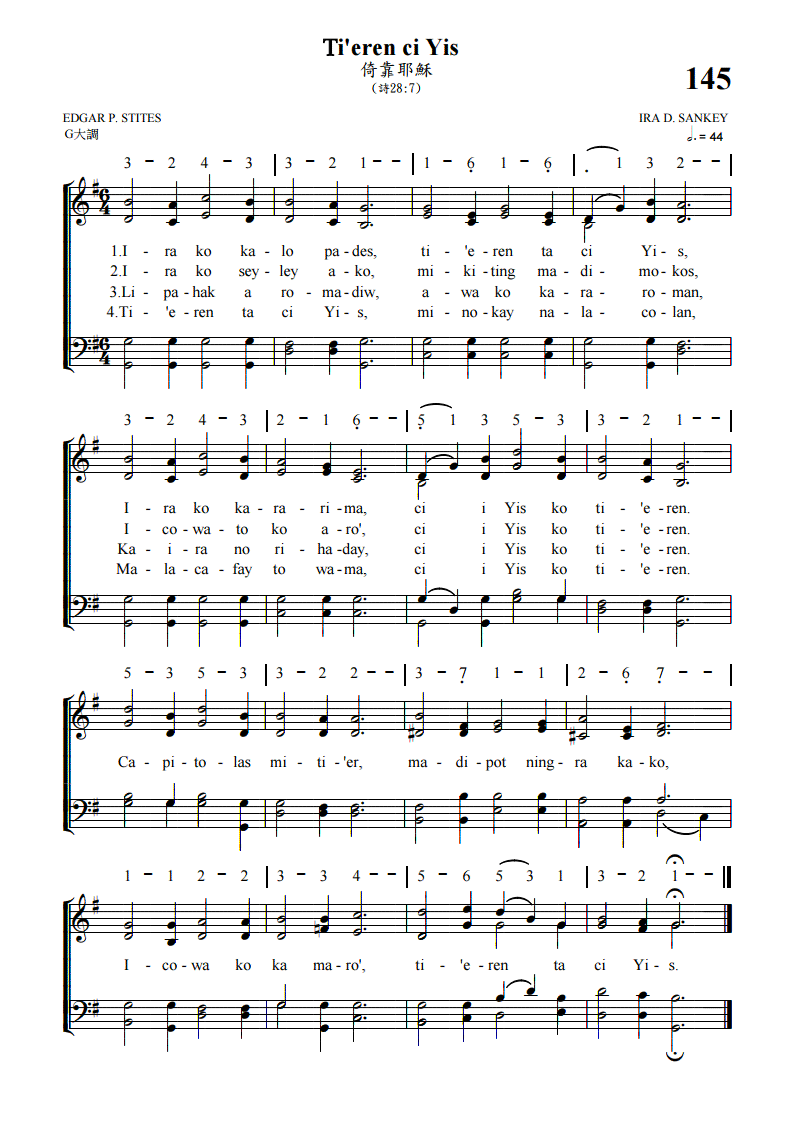 Ti'eren ci Yis
倚靠耶穌
(詩28:7)
145
EDGAR P. STITES
IRA D. SANKEY
G大調
𝅗𝅥. = 44
3 - 2 4 - 3 | 3 - 2 1 - - | 1 - 6̣ 1 - 6̣ | . 1 3 2 - - |
6/4
1.I - ra ko ka - lo pa - des, ti - 'e - ren ta ci Yi - s,
2.I - ra ko sey - ley a - ko, mi - ki - ting ma - di - mo - kos,
3.Li - pa - hak a ro - ma - diw, a - wa ko ka - ra - ro - man,
4.Ti - 'e - ren ta ci Yi - s, mi - no - kay na - la - co - lan,
6/4
3 - 2 4 - 3 | 2 - 1 6̣ - - | 5̣ 1 3 5 - 3 | 3 - 2 1 - - |
I - ra ko ka - ra - ri - ma, ci i Yis ko ti - 'e - ren.
I - co - wa - to ko a - ro', ci i Yis ko ti - 'e - ren.
Ka - i - ra no ri - ha - day, ci i Yis ko ti - 'e - ren.
Ma - la - ca - fay to wa - ma, ci i Yis ko ti - 'e - ren.
5 - 3 5 - 3 | 3 - 2 2 - - | 3 - 7̣ 1 - 1 | 2 - 6̣ 7̣ - - |
Ca - pi - to - las mi - ti - 'er, ma - di - pot ning - ra ka - ko,
1 - 1 2 - 2 | 3 - 3 4 - - | 5 - 6 5 3 1 | 3 - 2 1 - - ||
I - co - wa ko ka ma - ro', ti - 'e - ren ta ci Yi - s.